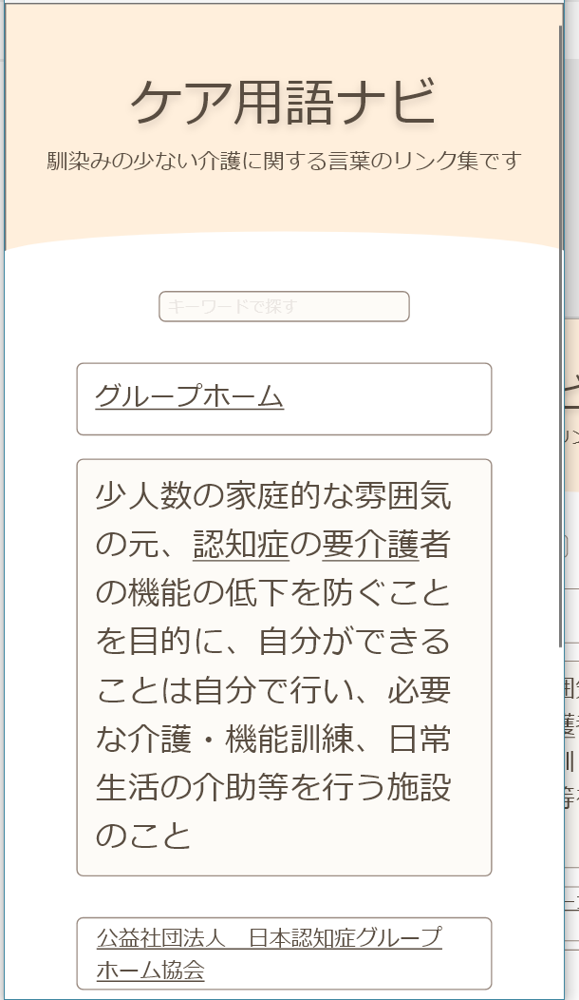 ケア用語ナビ
馴染みの少ない介護に関する言葉のリンク集です
キーワードで探す
グループホーム
少人数の家庭的な雰囲気
の元、認知症の要介護者
の機能の低下を防ぐこと
を目的に、自分ができる
ことは自分で行い、必要
な介護・機能訓練、日常
生活の介助等を行う施設
のこと
公益社団法人　日本認知症グループ
ホーム協会